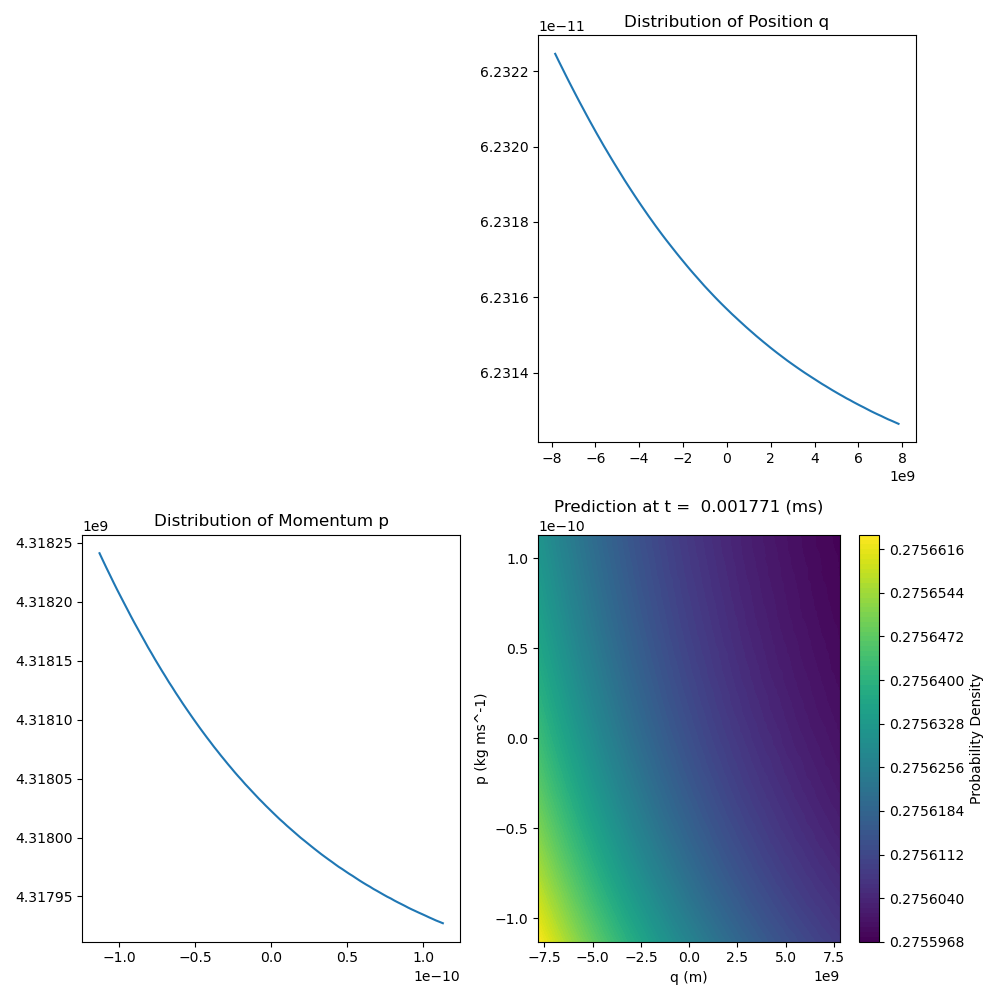 Distribution of Position q
1e−11
6.2322
6.2320
6.2318
6.2316
6.2314
−8 −6 −4 −2 0 2 4 6 8
1e9
Distribution of Momentum p
1e9
4.31825
4.31820
4.31815
4.31810
4.31805
4.31800
4.31795
−1.0 −0.5 0.0 0.5 1.0
1e−10
Prediction at t =  0.001771 (ms)
1e−10
1.0
0.5
0.0
−0.5
−1.0
p (kg ms^-1)
−7.5 −5.0 −2.5 0.0 2.5 5.0 7.5
1e9
q (m)
0.2756616
0.2756544
0.2756472
0.2756400
0.2756328
0.2756256
0.2756184
0.2756112
0.2756040
0.2755968
Probability Density